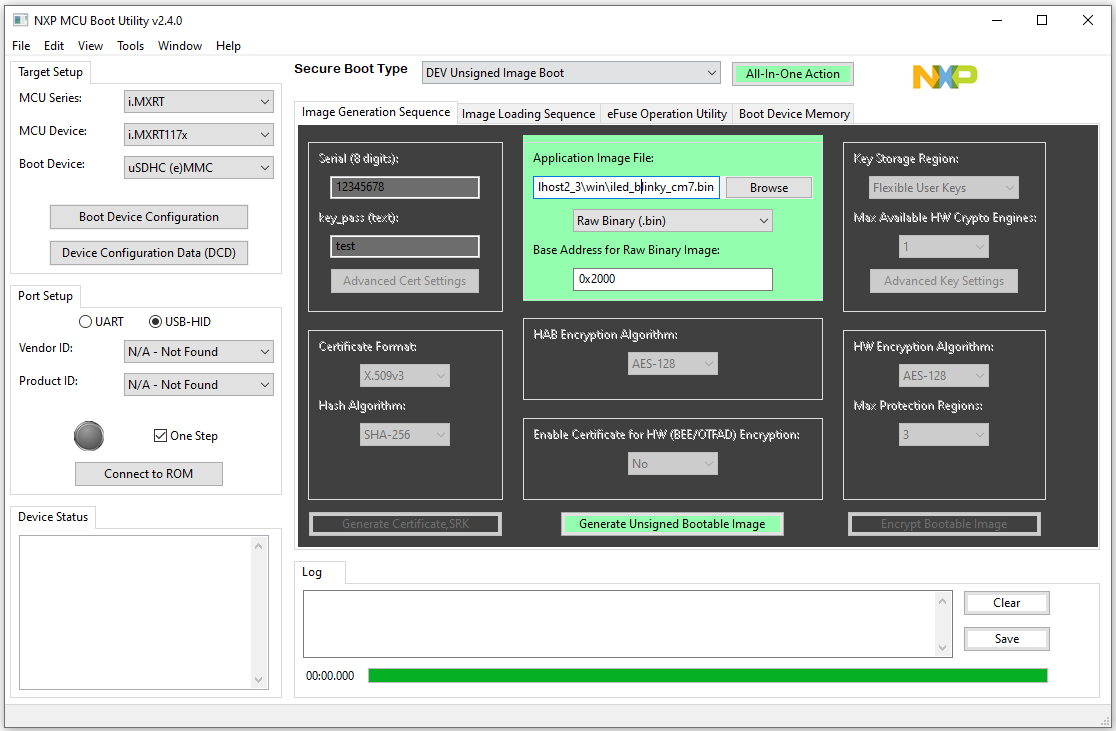 NXP MCU Boot Utility v2.4.0
File Edit View Tools Window Help
Target Setup
MCU Series: i.MXRT
MCU Device: i.MXRT117x
Boot Device: uSDHC (e)MMC
Boot Device Configuration
Device Configuration Data (DCD)
Port Setup
UART USB-HID
Vendor ID: N/A - Not Found
Product ID: N/A - Not Found
One Step
Connect to ROM
Device Status
Secure Boot Type DEV Unsigned Image Boot All-In-One Action
NXP
Image Generation Sequence Image Loading Sequence eFuse Operation Utility Boot Device Memory
Serial (8 digits):
12345678
key_pass (text):
test
Advanced Cert Settings
Certificate Format:
X.509v3
Hash Algorithm:
SHA-256
Generate Certificate,SRK
Application Image File:
lhost2_3\win\iled_blinky_cm7.bin Browse
Raw Binary (.bin)
Base Address for Raw Binary Image:
0x2000
HAB Encryption Algorithm:
AES-128
Enable Certificate for HW (BEE/OTFAD) Encryption:
No
Generate Unsigned Bootable Image
Key Storage Region:
Flexible User Keys
Max Available HW Crypto Engines:
1
Advanced Key Settings
HW Encryption Algorithm:
AES-128
Max Protection Regions:
3
Encrypt Bootable Image
Log
Clear
Save
00:00.000